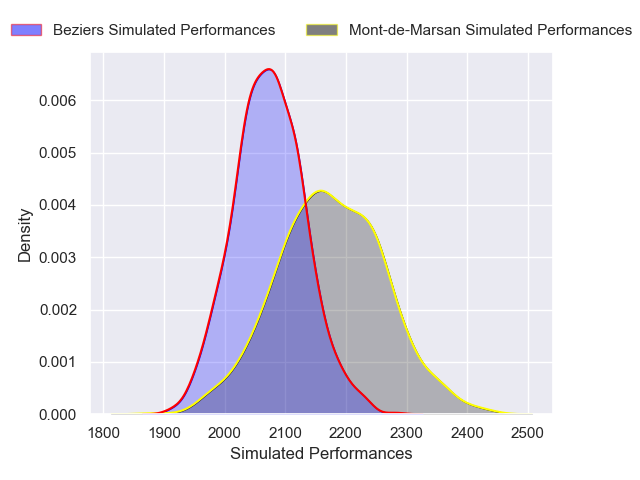 Beziers Simulated Performances
Mont-de-Marsan Simulated Performances
0.006
0.005
0.004
0.003
0.002
0.001
0.000
Density
1800 1900 2000 2100 2200 2300 2400 2500
Simulated Performances